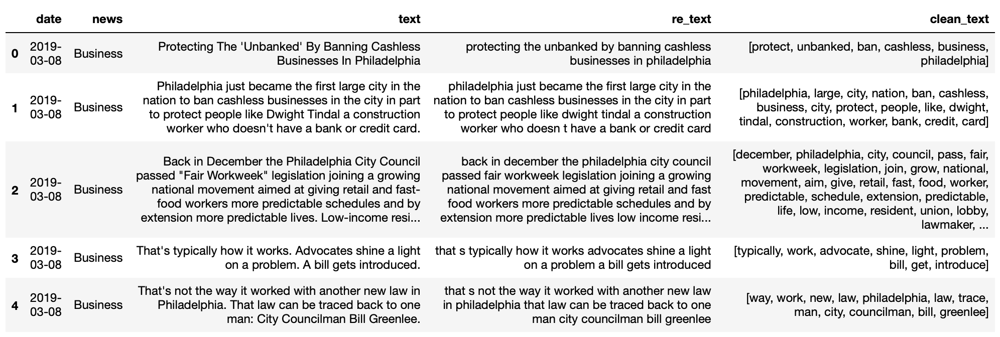 date news text re_text clean_text
0 2019-03-08 Business Protecting The 'Unbanked' By Banning Cashless Businesses In Philadelphia protecting the unbanked by banning cashless businesses in philadelphia [protect, unbanked, ban, cashless, business, philadelphia]
1 2019-03-08 Business Philadelphia just became the first large city in the nation to ban cashless businesses in the city in part to protect people like Dwight Tindal a construction worker who doesn't have a bank or credit card. philadelphia just became the first large city in the nation to ban cashless businesses in the city in part to protect people like dwight tindal a construction worker who doesn t have a bank or credit card [philadelphia, large, city, nation, ban, cashless, business, city, protect, people, like, dwight, tindal, construction, worker, bank, credit, card]
2 2019-03-08 Business Back in December the Philadelphia City Council passed "Fair Workweek" legislation joining a growing national movement aimed at giving retail and fast-food workers more predictable schedules and by extension more predictable lives. Low-income resi... back in december the philadelphia city council passed fair workweek legislation joining a growing national movement aimed at giving retail and fast food workers more predictable schedules and by extension more predictable lives low income resi... [december, philadelphia, city, council, pass, fair, workweek, legislation, join, grow, national, movement, aim, give, retail, fast, food, worker, predictable, schedule, extension, predictable, life, low, income, resident, union, lobby, lawmaker, ...
3 2019-03-08 Business That's typically how it works. Advocates shine a light on a problem. A bill gets introduced. that s typically how it works advocates shine a light on a problem a bill gets introduced [typically, work, advocate, shine, light, problem, bill, get, introduce]
4 2019-03-08 Business That's not the way it worked with another new law in Philadelphia. That law can be traced back to one man: City Councilman Bill Greenlee. that s not the way it worked with another new law in philadelphia that law can be traced back to one man city councilman bill greenlee [way, work, new, law, philadelphia, law, trace, man, city, councilman, bill, greenlee]